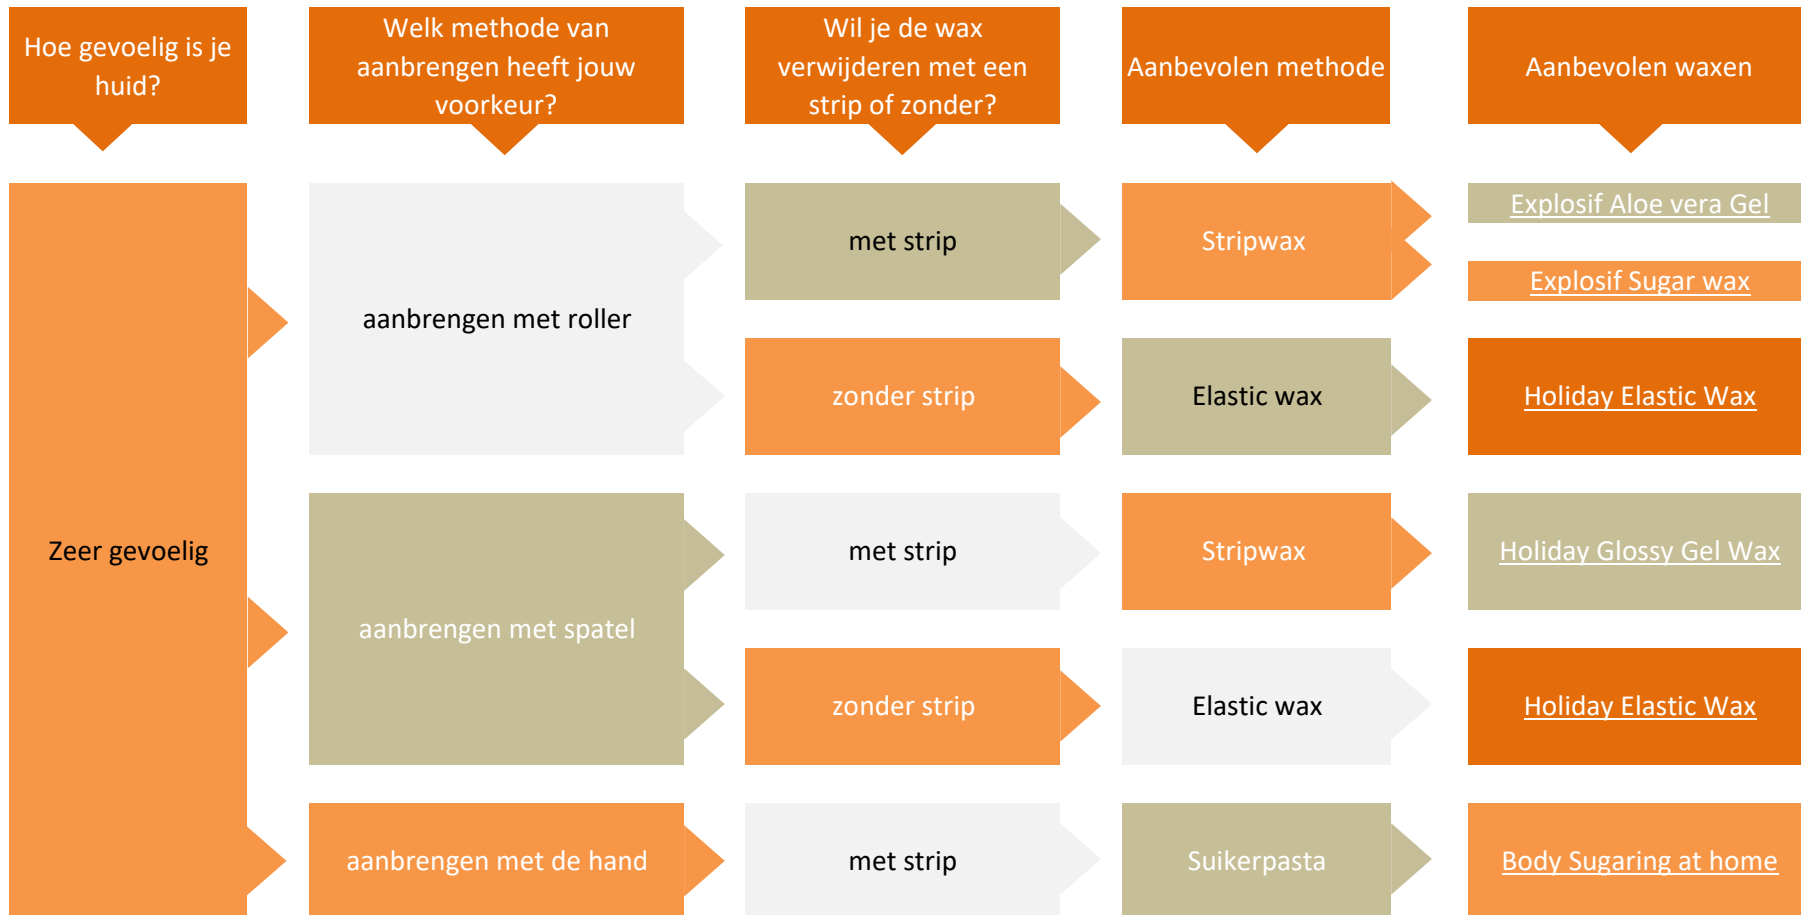 Hoe gevoelig is je
huid?
Welk methode van
aanbrengen heeft jouw
voorkeur?
Wil je de wax
verwijderen met een
strip of zonder?
Aanbevolen methode
Aanbevolen waxen
Zeer gevoelig
aanbrengen met roller
met strip
Stripwax
Explosif Aloe vera Gel
Explosif Sugar wax
zonder strip
Elastic wax
Holiday Elastic Wax
aanbrengen met spatel
met strip
Stripwax
Holiday Glossy Gel Wax
zonder strip
Elastic wax
Holiday Elastic Wax
aanbrengen met de hand
met strip
Suikerpasta
Body Sugaring at home